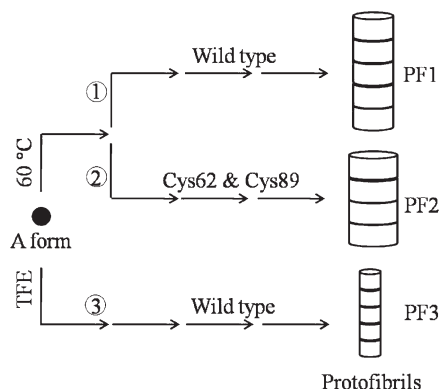 Wild type
PF1
①
60 °C
②
Cys62 & Cys89
PF2
A form
TFE
③
Wild type
PF3
Protofibrils